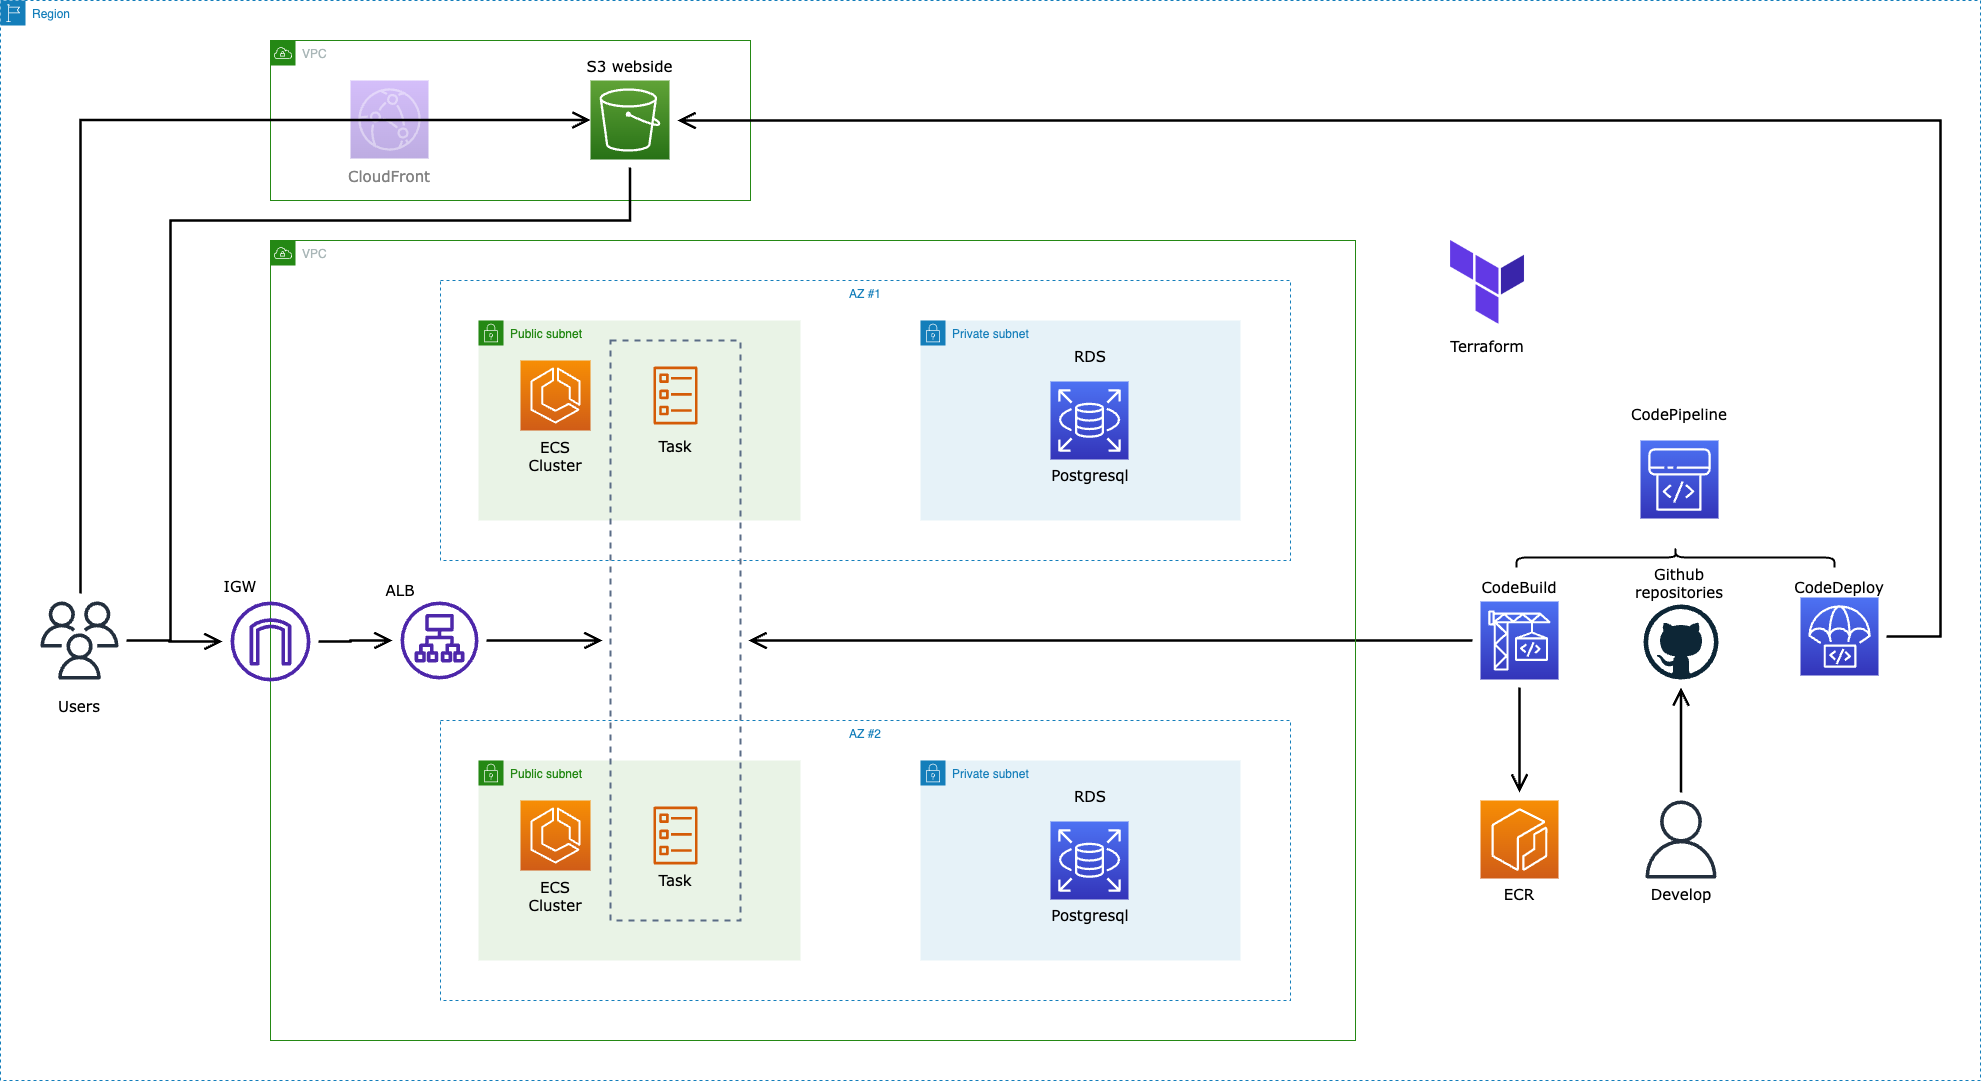 Region
VPC
S3 webside
CloudFront
VPC
AZ #1
Public subnet
ECS
Cluster
Task
Private subnet
RDS
Postgresql
Terraform
CodePipeline
Users
IGW
ALB
CodeBuild
Github
repositories
CodeDeploy
AZ #2
Public subnet
ECS
Cluster
Task
Private subnet
RDS
Postgresql
ECR
Develop